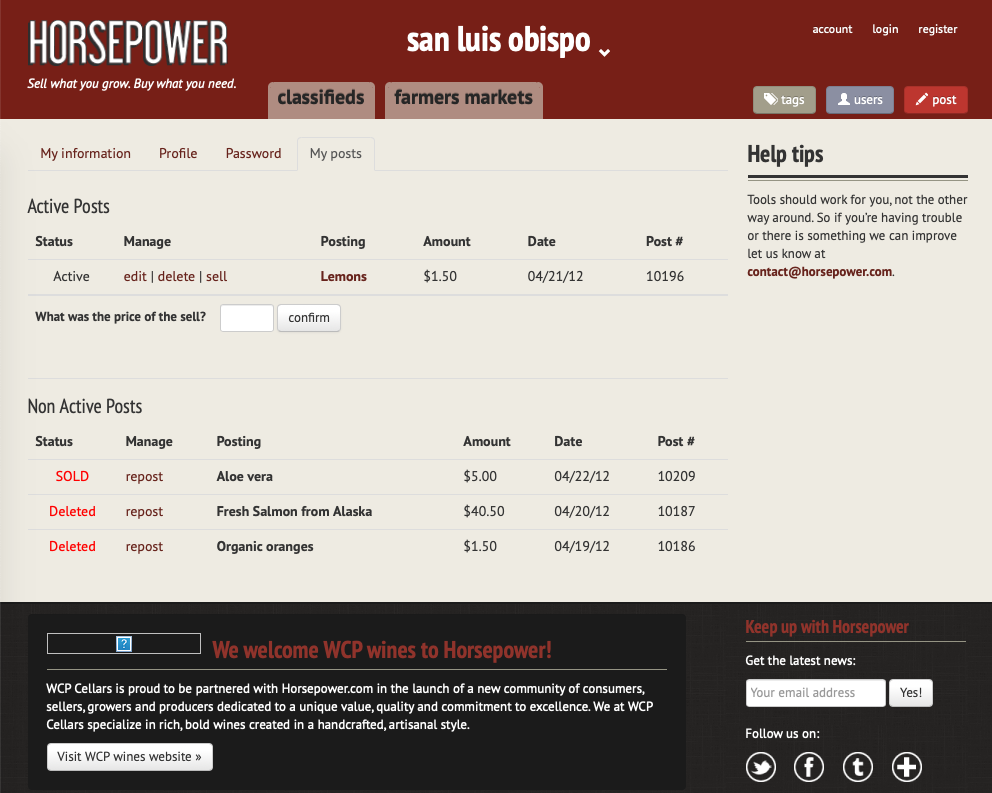 HORSEPOWER
Sell what you grow. Buy what you need.
san luis obispo
account login register
classifieds farmers markets
tags users post
My information Profile Password My posts
Active Posts
Status Manage Posting Amount Date Post #
Active edit | delete | sell Lemons $1.50 04/21/12 10196
What was the price of the sell? confirm
Non Active Posts
Status Manage Posting Amount Date Post #
SOLD repost Aloe vera $5.00 04/22/12 10209
Deleted repost Fresh Salmon from Alaska $40.50 04/20/12 10187
Deleted repost Organic oranges $1.50 04/19/12 10186
Help tips
Tools should work for you, not the other
way around. So if you're having trouble
or there is something we can improve
let us know at
contact@horsepower.com.
?
We welcome WCP wines to Horsepower!
WCP Cellars is proud to be partnered with Horsepower.com in the launch of a new community of consumers,
sellers, growers and producers dedicated to a unique value, quality and commitment to excellence. We at WCP
Cellars specialize in rich, bold wines created in a handcrafted, artisanal style.
Visit WCP wines website »
Keep up with Horsepower
Get the latest news:
Your email address Yes!
Follow us on:
f t